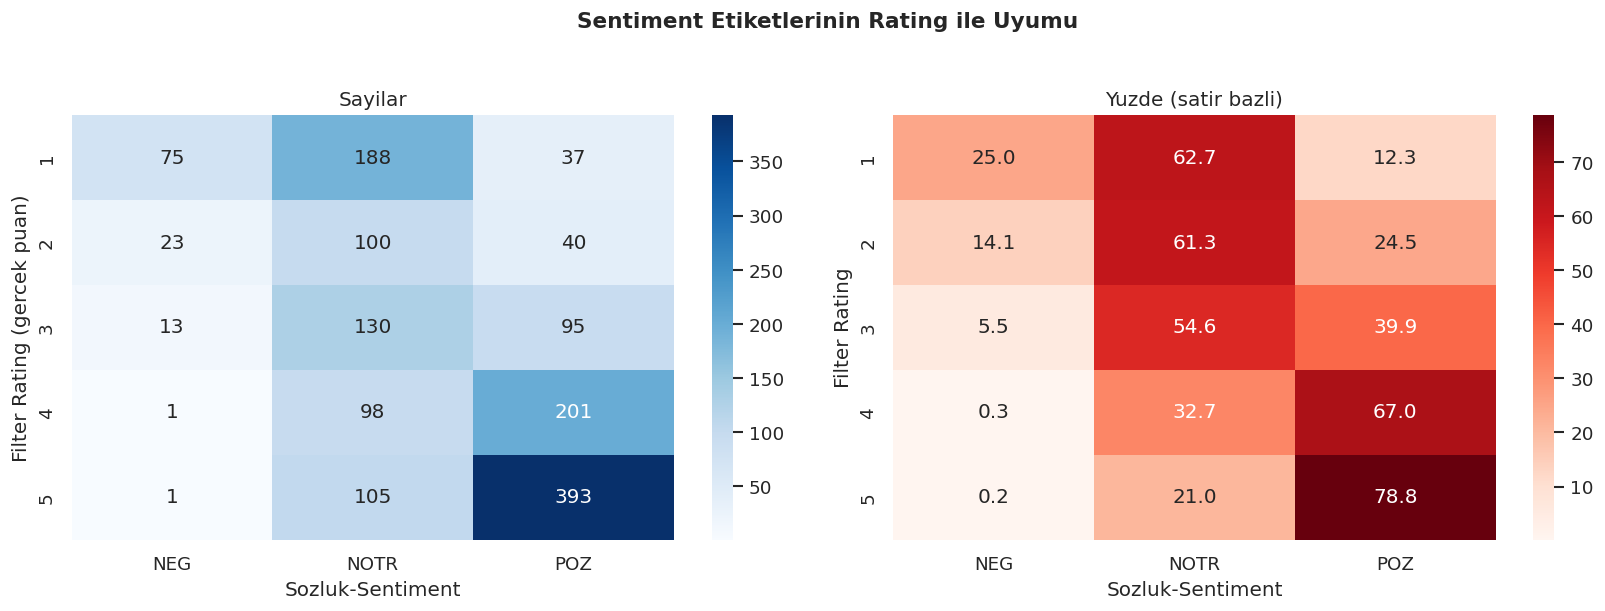 Sentiment Etiketlerinin Rating ile Uyumu
Sayilar
Filter Rating (gercek puan)
1 75 188 37
2 23 100 40
3 13 130 95
4 1 98 201
5 1 105 393
NEG NOTR POZ
Sozluk-Sentiment
350
300
250
200
150
100
50
Yuzde (satir bazli)
Filter Rating
1 25.0 62.7 12.3
2 14.1 61.3 24.5
3 5.5 54.6 39.9
4 0.3 32.7 67.0
5 0.2 21.0 78.8
NEG NOTR POZ
Sozluk-Sentiment
70
60
50
40
30
20
10